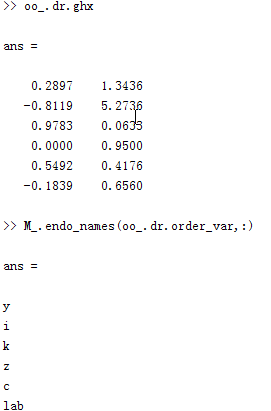 >> oo_.dr.ghx
ans =
0.2897 1.3436
-0.8119 5.2736
0.9783 0.0633
0.0000 0.9500
0.5492 0.4176
-0.1839 0.6560
>> M_.endo_names(oo_.dr.order_var,:)
ans =
y
i
k
z
c
lab